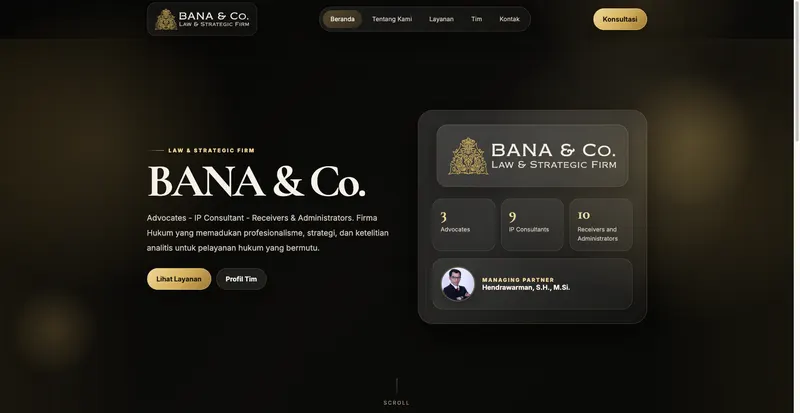 BANA & Co.
LAW & STRATEGIC FIRM
Beranda
Tentang Kami
Layanan
Tim
Kontak
Konsultasi
LAW & STRATEGIC FIRM
BANA & Co.
Advocates - IP Consultant - Receivers & Administrators. Firma
Hukum yang memadukan profesionalisme, strategi, dan ketelitian
analitis untuk pelayanan hukum yang bermutu.
Lihat Layanan
Profil Tim
BANA & Co.
LAW & STRATEGIC FIRM
3
Advocates
9
IP Consultants
10
Receivers and
Administrators
MANAGING PARTNER
Hendrawarman, S.H., M.Si.
SCROLL